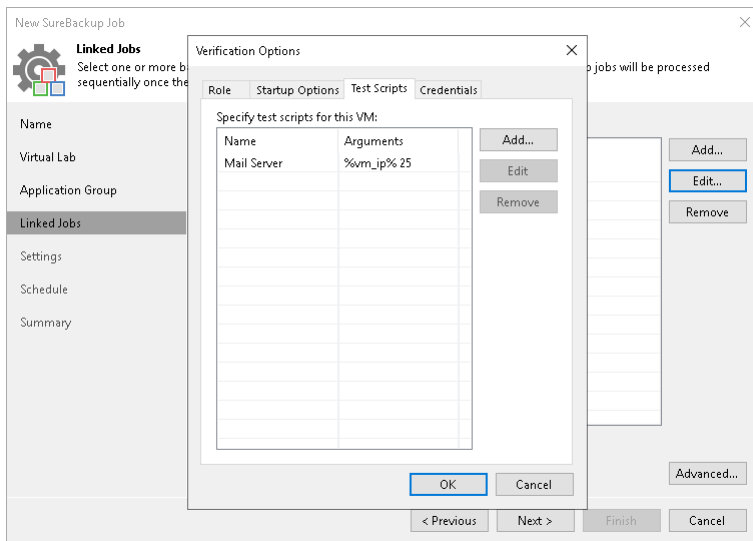 New SureBackup Job
Linked Jobs
Select one or more b
sequentially once the
o jobs will be processed
Name
Virtual Lab
Application Group
Linked Jobs
Settings
Schedule
Summary
Verification Options
Role
Startup Options
Test Scripts
Credentials
Specify test scripts for this VM:
Name
Arguments
Mail Server
%vm_ip% 25
Add...
Edit
Remove
OK
Cancel
Add...
Edit...
Remove
Advanced...
< Previous
Next >
Finish
Cancel